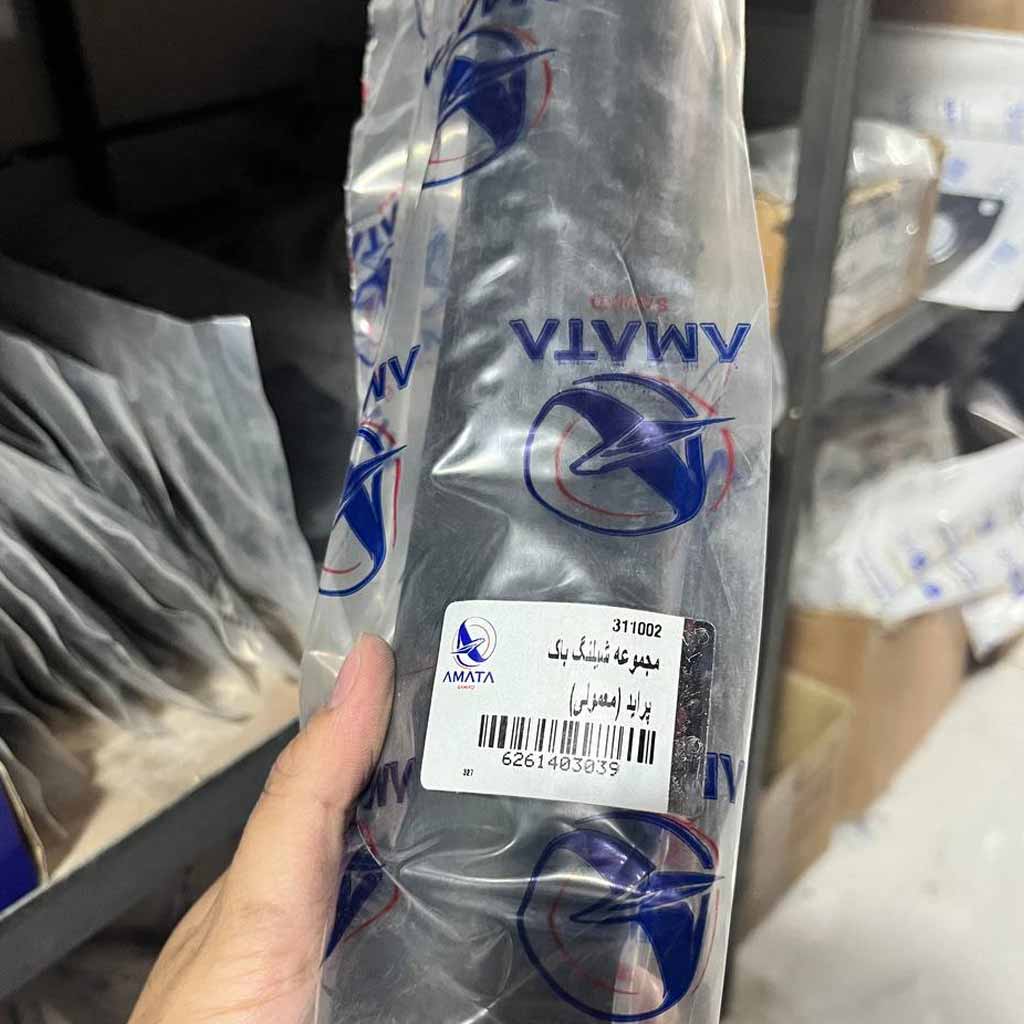 AMATA
311002
مجموعه شیلنگ باک
پراید (معمولی)
AMATA
6261403039
327